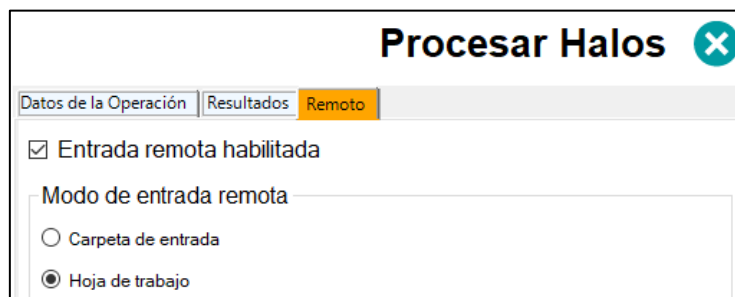 Procesar Halos
Datos de la Operación Resultados Remoto
Entrada remota habilitada
Modo de entrada remota
Carpeta de entrada
Hoja de trabajo